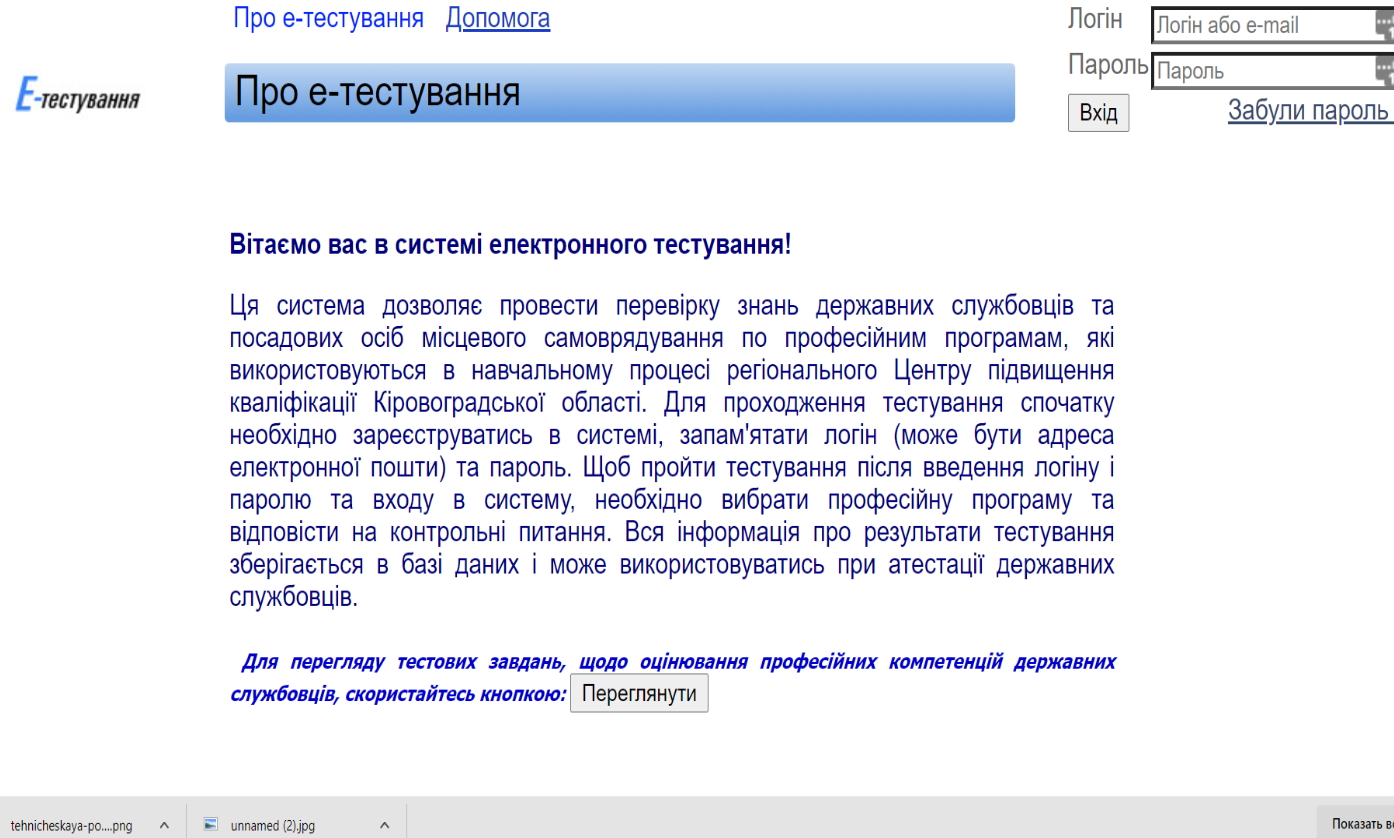 Про е-тестування Допомога
Логін Логін або e-mail
Пароль Пароль
Вхід Забули пароль
E-тестування
Про е-тестування
Вітаємо вас в системі електронного тестування!
Ця система дозволяє провести перевірку знань державних службовців та
посадових осіб місцевого самоврядування по професійним програмам, які
використовуються в навчальному процесі регіонального Центру підвищення
кваліфікації Кіровоградської області. Для проходження тестування спочатку
необхідно зареєструватись в системі, запам'ятати логін (може бути адреса
електронної пошти) та пароль. Щоб пройти тестування після введення логіну і
паролю та входу в систему, необхідно вибрати професійну програму та
відповісти на контрольні питання. Вся інформація про результати тестування
зберігається в базі даних і може використовуватись при атестації державних
службовців.
Для перегляду тестових завдань, щодо оцінювання професійних компетенцій державних
службовців, скористайтесь кнопкою: Переглянути
tehnicheskaya-po....png unnamed (2).jpg Показать вс